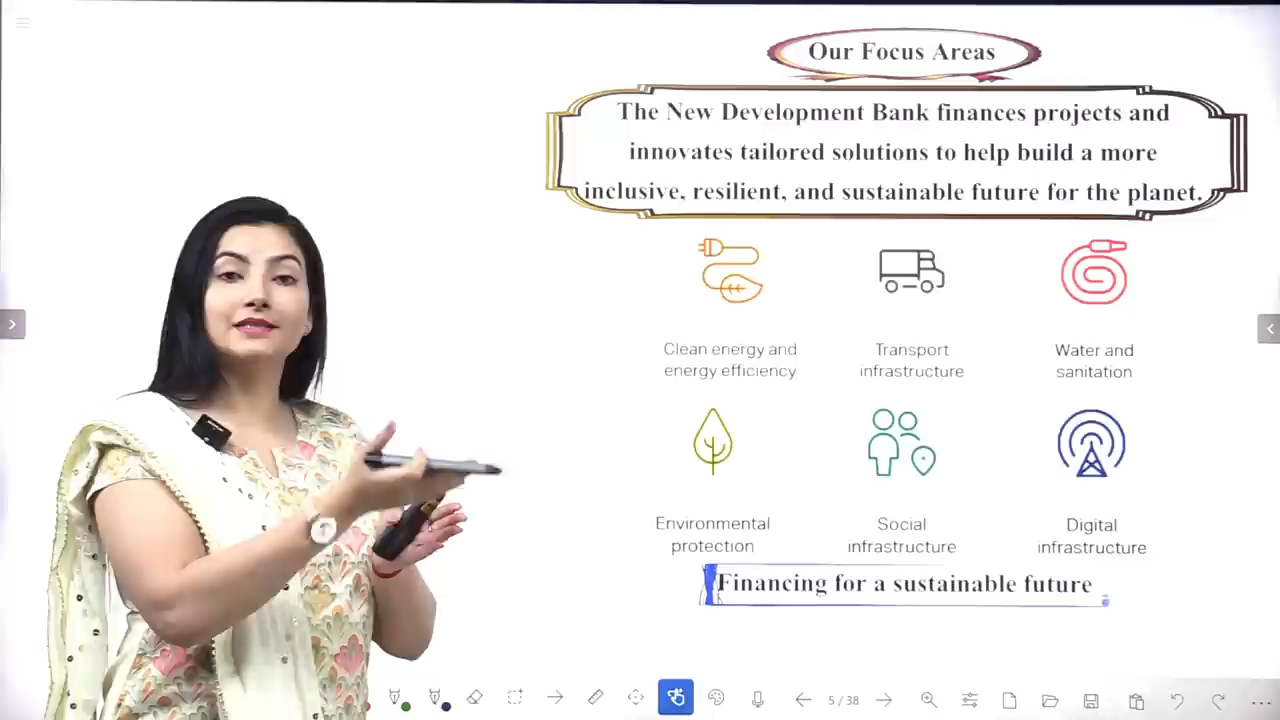 Our Focus Areas
The New Development Bank finances projects and
innovates tailored solutions to help build a more
inclusive, resilient, and sustainable future for the planet.
Clean energy and
energy efficiency
Transport
infrastructure
Water and
sanitation
Environmental
protection
Social
infrastructure
Digital
infrastructure
Financing for a sustainable future
5 / 38